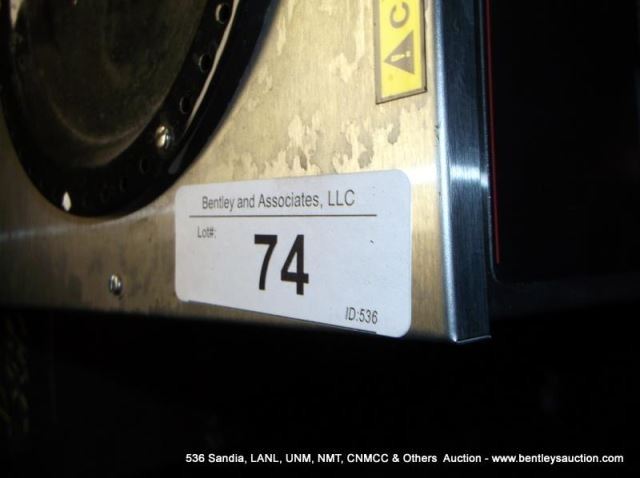 C
Bentley and Associates, LLC
Lot#:
74
ID:536
536 Sandia, LANL, UNM, NMT, CNMCC & Others Auction - www.bentleysauction.com